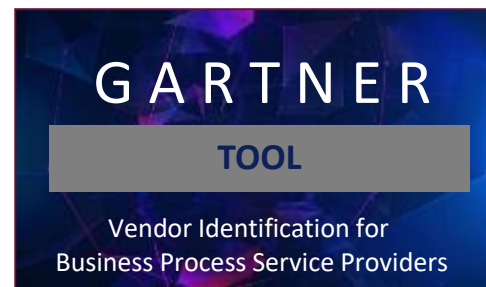 GARTNER
TOOL
Vendor Identification for
Business Process Service Providers